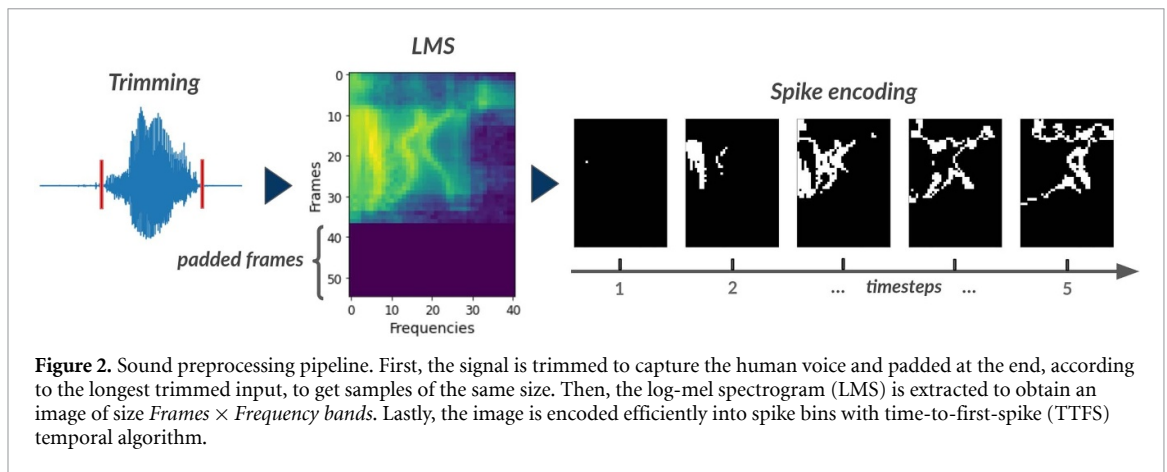 LMS
Trimming
Spike encoding
0
10
20
30
40
50
Frames
padded frames
0 10 20 30 40
Frequencies
1 2 ... timesteps ... 5
Figure 2. Sound preprocessing pipeline. First, the signal is trimmed to capture the human voice and padded at the end, according
to the longest trimmed input, to get samples of the same size. Then, the log-mel spectrogram (LMS) is extracted to obtain an
image of size Frames × Frequency bands. Lastly, the image is encoded efficiently into spike bins with time-to-first-spike (TTFS)
temporal algorithm.